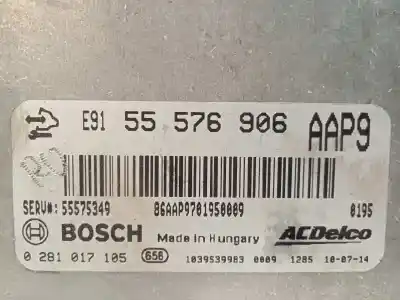 E91 55 576 906 AAP9
SERV#: 55575349 86AAP9701950009 0195
BOSCH Made in Hungary ACDelco
0 281 017 105 656 1039S39983 0009 1285 10-07-14